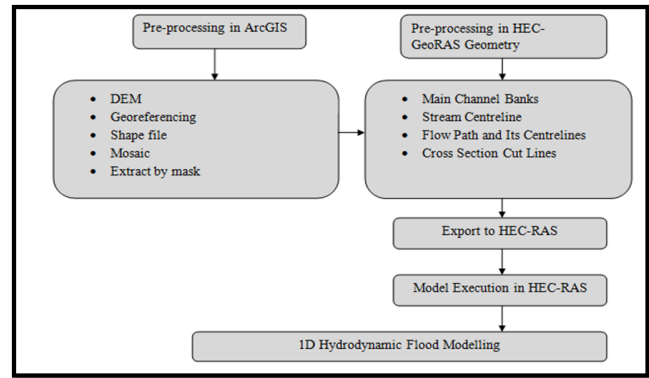 Pre-processing in ArcGIS
Pre-processing in HEC-
GeoRAS Geometry
• DEM
• Georeferencing
• Shape file
• Mosaic
• Extract by mask
• Main Channel Banks
• Stream Centreline
• Flow Path and Its Centrelines
• Cross Section Cut Lines
Export to HEC-RAS
Model Execution in HEC-RAS
1D Hydrodynamic Flood Modelling